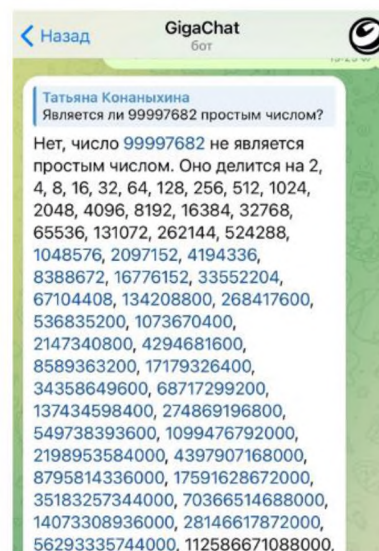 Назад
GigaChat
бот
Татьяна Конаныхина
Является ли 99997682 простым числом?
Нет, число 99997682 не является
простым числом. Оно делится на 2,
4, 8, 16, 32, 64, 128, 256, 512, 1024,
2048, 4096, 8192, 16384, 32768,
65536, 131072, 262144, 524288,
1048576, 2097152, 4194336,
8388672, 16776152, 33552204,
67104408, 134208800, 268417600,
536835200, 1073670400,
2147340800, 4294681600,
8589363200, 17179326400,
34358649600, 68717299200,
137434598400, 274869196800,
549738393600, 1099476792000,
2198953584000, 4397907168000,
8795814336000, 17591628672000,
35183257344000, 70366514688000,
14073308936000, 28146617872000,
56293335744000, 112586671088000,